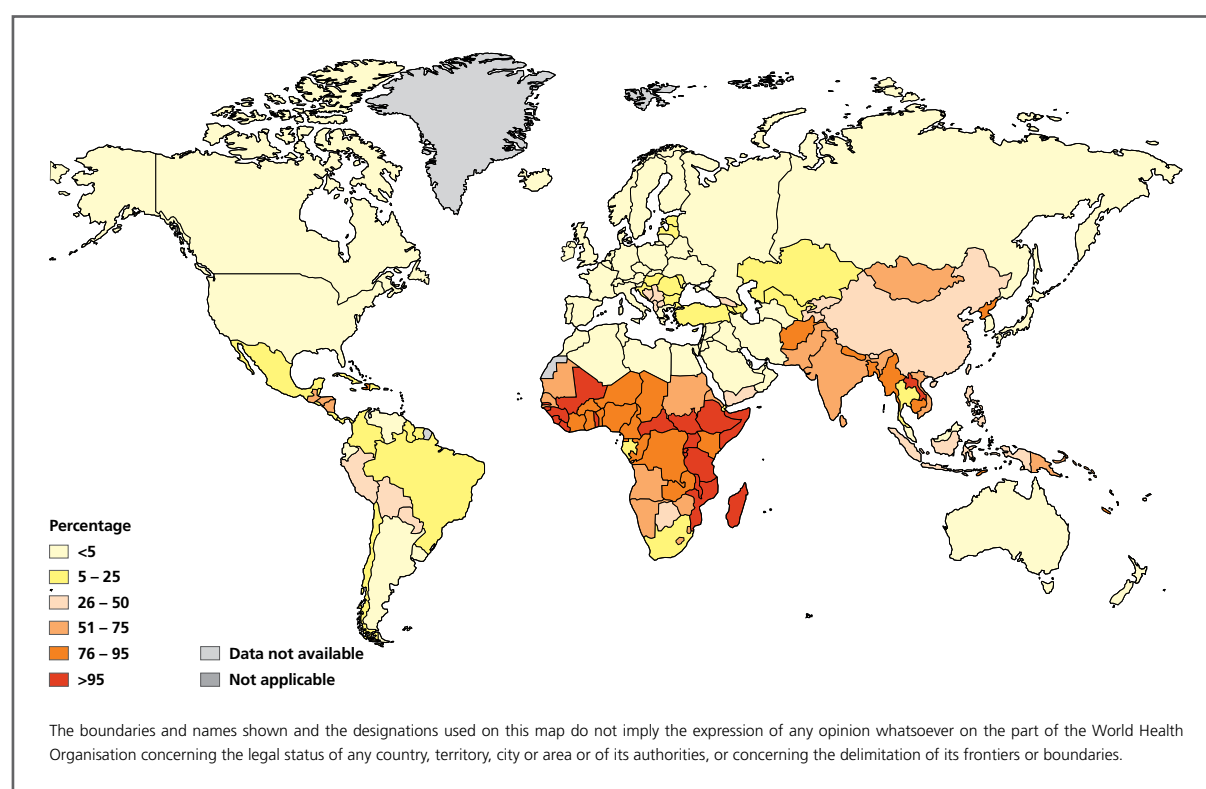 Percentage
<5
5 – 25
26 – 50
51 – 75
76 – 95
>95
Data not available
Not applicable
The boundaries and names shown and the designations used on this map do not imply the expression of any opinion whatsoever on the part of the World Health
Organisation concerning the legal status of any country, territory, city or area or of its authorities, or concerning the delimitation of its frontiers or boundaries.